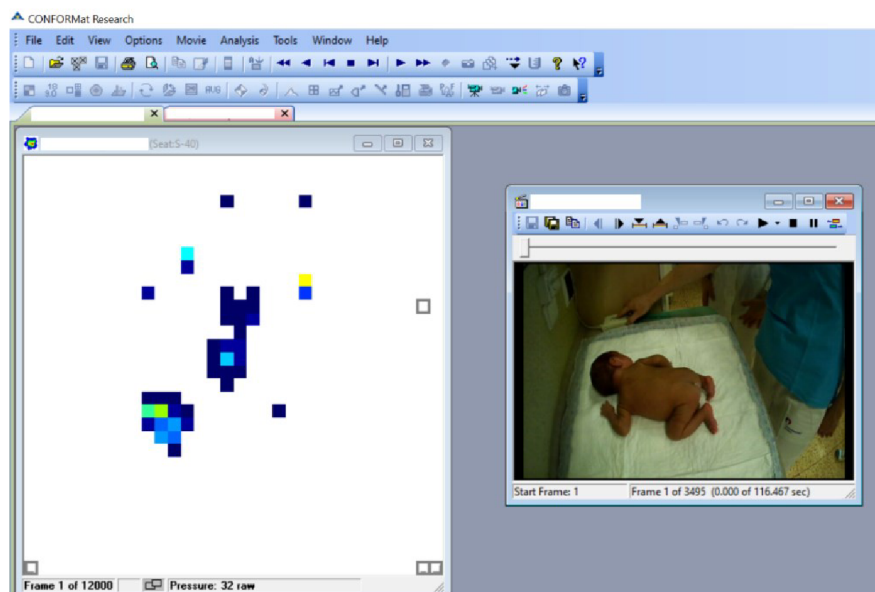 CONFORMat Research
File Edit View Options Movie Analysis Tools Window Help
AVG
(Seat:S-40)
Frame 1 of 12000 Pressure: 32 raw
Start Frame: 1 Frame 1 of 3495 (0.000 of 116.467 sec)